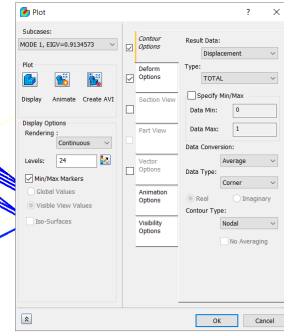 Plot
?
Subcases:
MODE 1, EIGV=0.9134573
Plot
Display Animate Create AVI
Display Options
Rendering :
Continuous
Levels: 24
Min/Max Markers
Global Values
Visible View Values
Iso-Surfaces
Contour Options
Deform Options
Section View
Part View
Vector Options
Animation Options
Visibility Options
Result Data:
Displacement
Type:
TOTAL
Specify Min/Max
Data Min: 0
Data Max: 1
Data Conversion:
Average
Data Type:
Corner
Real Imaginary
Contour Type:
Nodal
No Averaging
OK Cancel